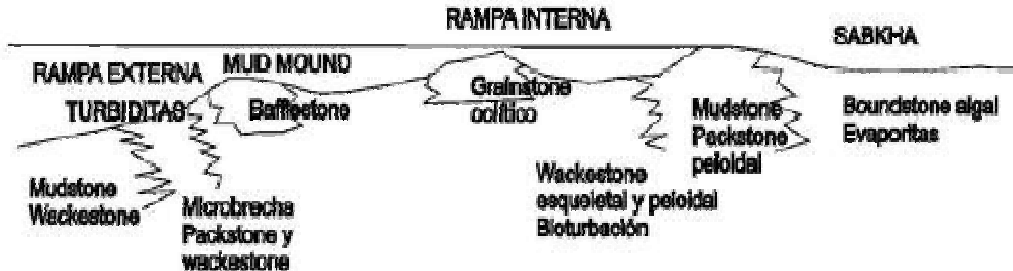 RAMPA INTERNA
SABKHA
RAMPA EXTERNA
MUD MOUND
TURBIDITAS
Bafflestone
Grainstone
oolítico
Mudstone
Packstone
peloidal
Boundstone algal
Evaporitas
Mudstone
Wackestone
Microbrecha
Packstone y
wackestone
Wackestone
esqueletal y peloidal
Bioturbación